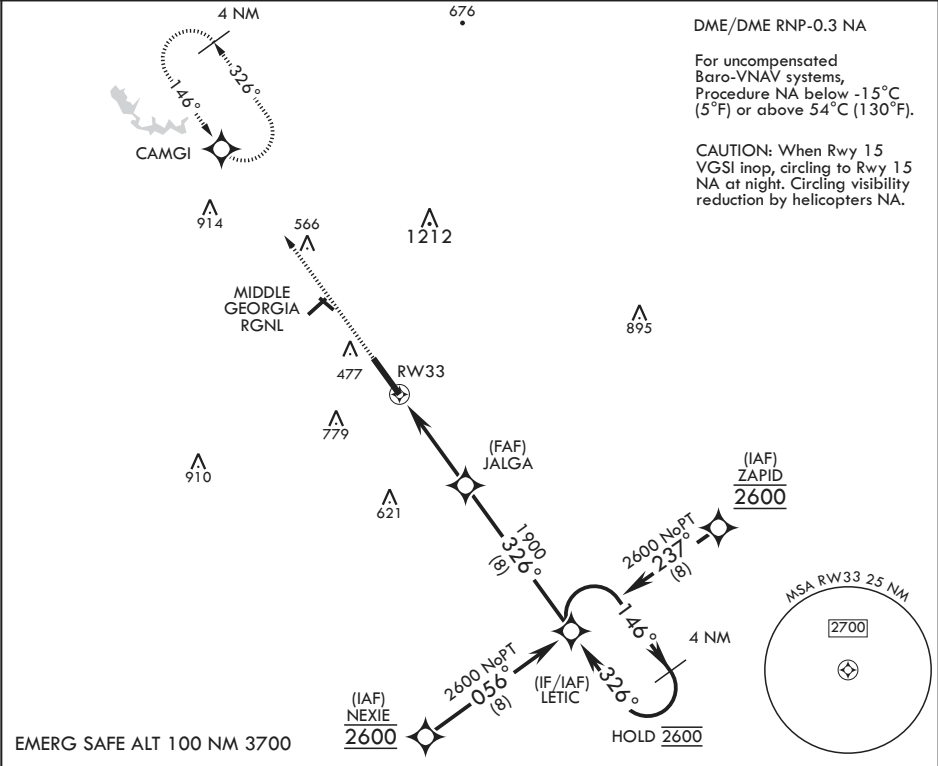 4 NM
326°
146°
CAMGI
676
DME/DME RNP-0.3 NA
For uncompensated
Baro-VNAV systems,
Procedure NA below -15°C
(5°F) or above 54°C (130°F).
CAUTION: When Rwy 15
VGSI inop, circling to Rwy 15
NA at night. Circling visibility
reduction by helicopters NA.
914
566
1212
MIDDLE
GEORGIA
RGNL
895
477
RW33
779
910
(FAF)
JALGA
621
(IAF)
ZAPID
2600
1900
326°
(8)
2600 NoPT
237°
(8)
146°
4 NM
326°
HOLD 2600
(IF/IAF)
LETIC
2600 NoPT
056°
(8)
(IAF)
NEXIE
2600
MSA RW33 25 NM
2700
EMERG SAFE ALT 100 NM 3700